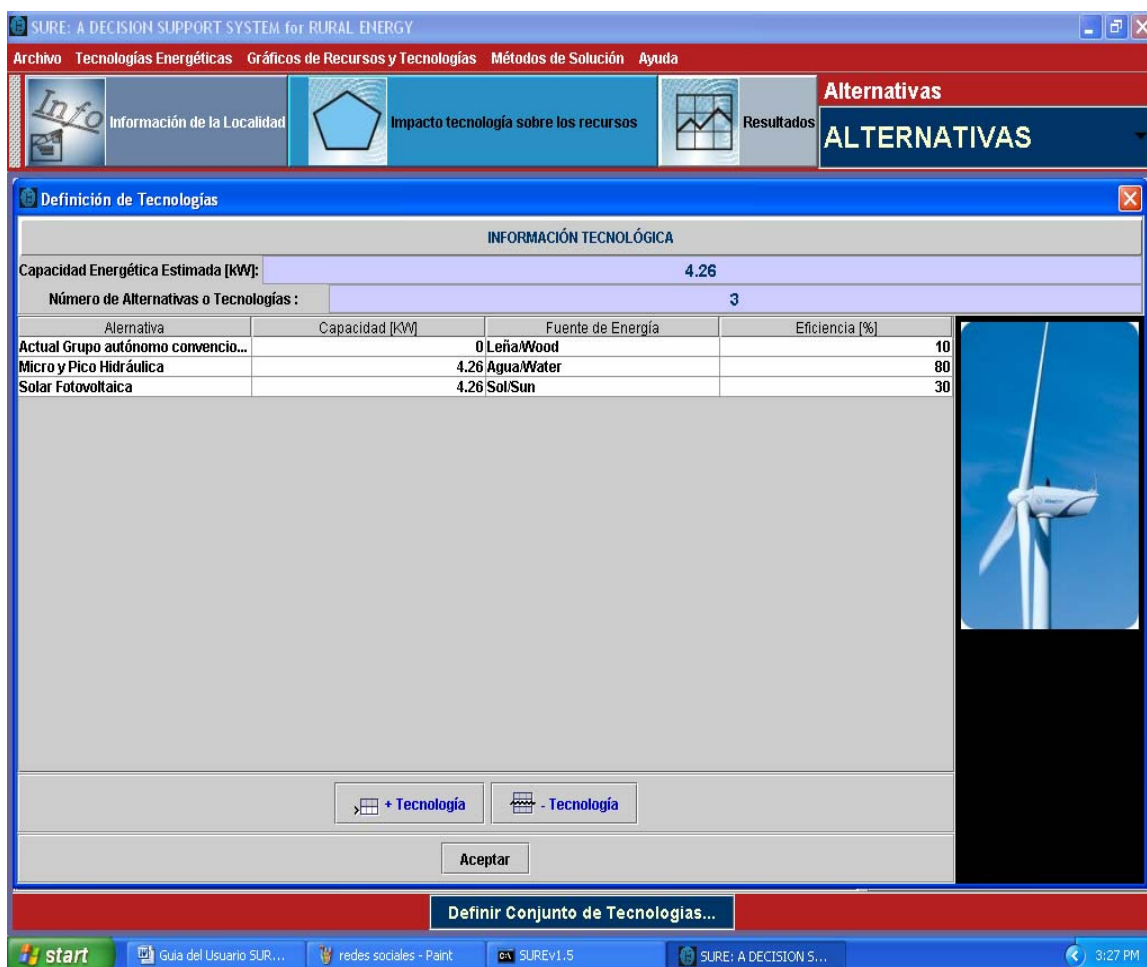 SURE: A DECISION SUPPORT SYSTEM for RURAL ENERGY
Archivo Tecnologías Energéticas Gráficos de Recursos y Tecnologías Métodos de Solución Ayuda
Info
Información de la Localidad
Impacto tecnología sobre los recursos
Resultados
Alternativas
ALTERNATIVAS
Definición de Tecnologías
INFORMACIÓN TECNOLÓGICA
Capacidad Energética Estimada [kW]: 4.26
Número de Alternativas o Tecnologías : 3
Alernativa Capacidad [KW] Fuente de Energía Eficiencia [%]
Actual Grupo autónomo convencio... 0 Leña/Wood 10
Micro y Pico Hidráulica 4.26 Agua/Water 80
Solar Fotovoltaica 4.26 Sol/Sun 30
+ Tecnología - Tecnología
Aceptar
Definir Conjunto de Tecnologias...
start Guia del Usuario SUR... redes sociales - Paint SUREv1.5 SURE: A DECISION S... 3:27 PM